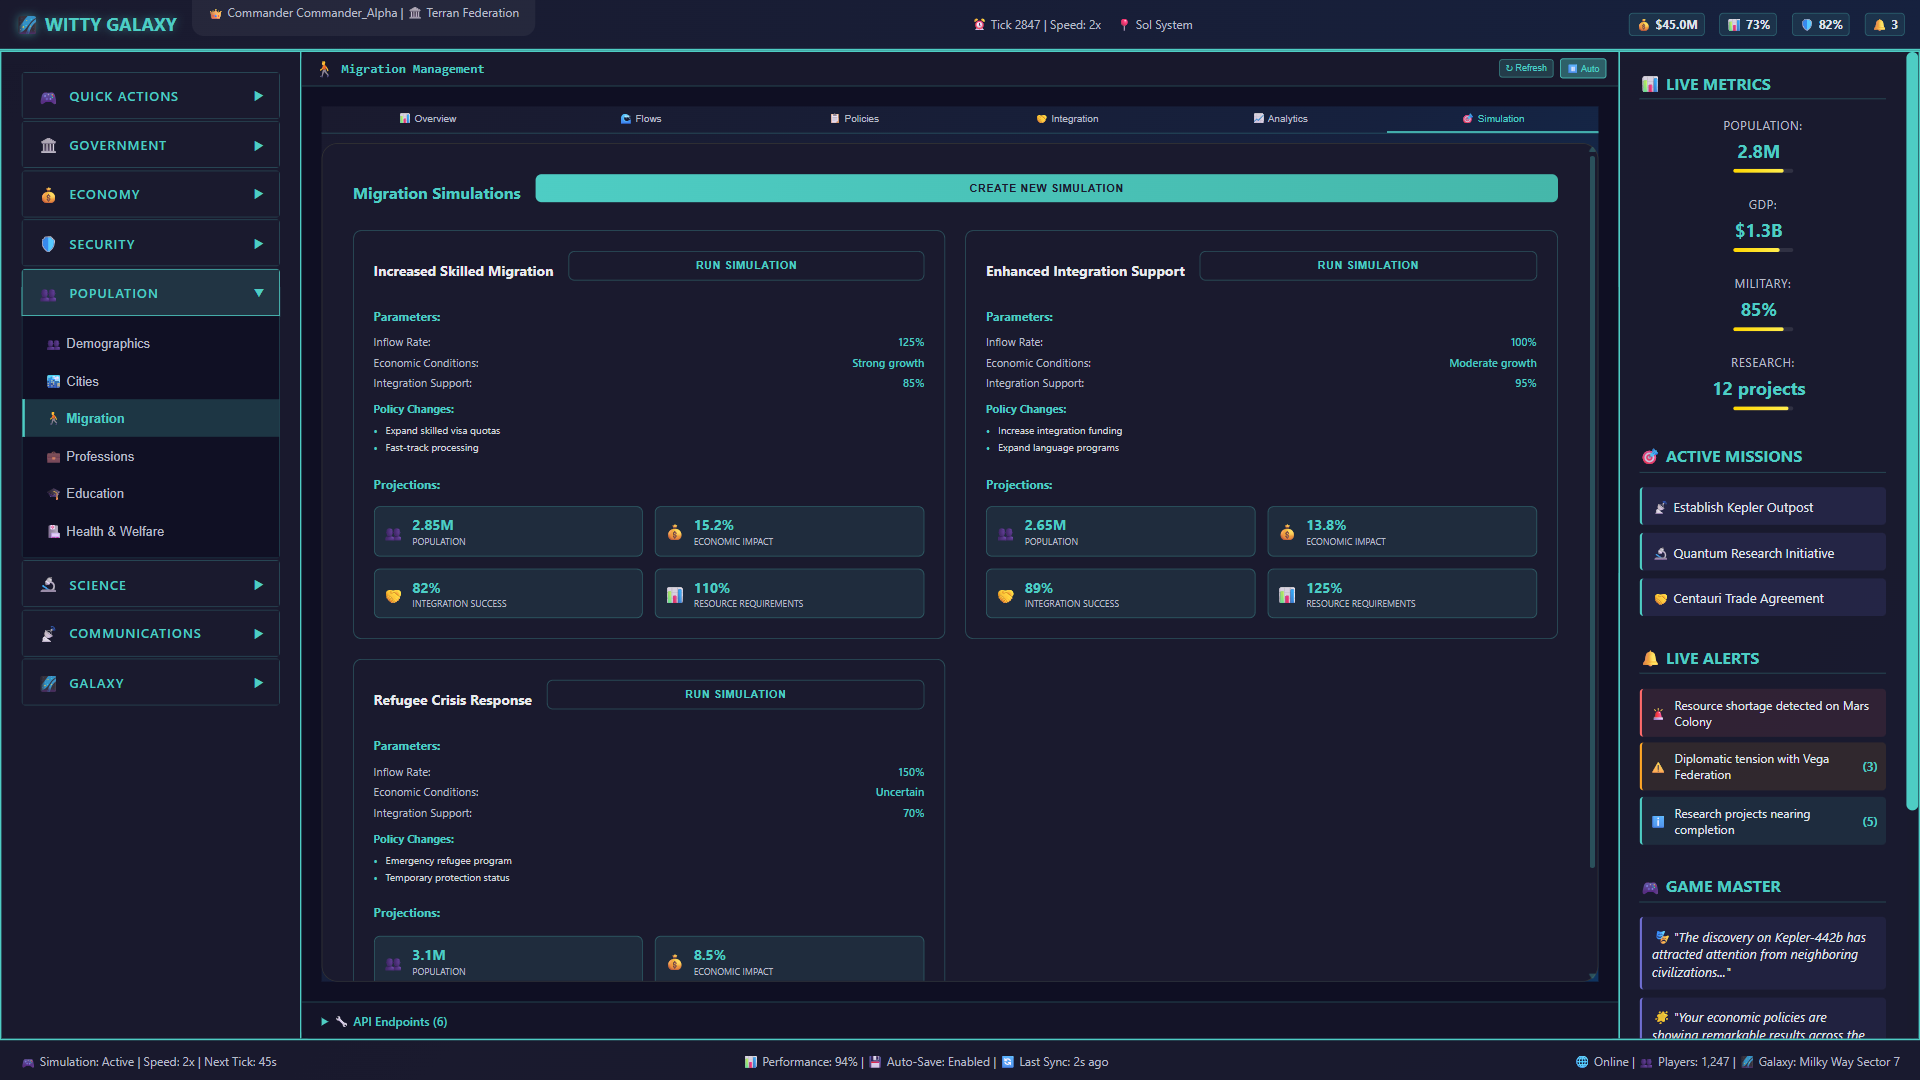 WITTY GALAXY
Commander Commander_Alpha | Terran Federation
Tick 2847 | Speed: 2x Sol System
$45.0M 73% 82% 3
QUICK ACTIONS
GOVERNMENT
ECONOMY
SECURITY
POPULATION
Demographics
Cities
Migration
Professions
Education
Health & Welfare
SCIENCE
COMMUNICATIONS
GALAXY
Migration Management
Refresh Auto
Overview Flows Policies Integration Analytics Simulation
Migration Simulations CREATE NEW SIMULATION
Increased Skilled Migration RUN SIMULATION
Parameters:
Inflow Rate: 125%
Economic Conditions: Strong growth
Integration Support: 85%
Policy Changes:
• Expand skilled visa quotas
• Fast-track processing
Projections:
2.85M
POPULATION
15.2%
ECONOMIC IMPACT
82%
INTEGRATION SUCCESS
110%
RESOURCE REQUIREMENTS
Enhanced Integration Support RUN SIMULATION
Parameters:
Inflow Rate: 100%
Economic Conditions: Moderate growth
Integration Support: 95%
Policy Changes:
• Increase integration funding
• Expand language programs
Projections:
2.65M
POPULATION
13.8%
ECONOMIC IMPACT
89%
INTEGRATION SUCCESS
125%
RESOURCE REQUIREMENTS
Refugee Crisis Response RUN SIMULATION
Parameters:
Inflow Rate: 150%
Economic Conditions: Uncertain
Integration Support: 70%
Policy Changes:
• Emergency refugee program
• Temporary protection status
Projections:
3.1M
POPULATION
8.5%
ECONOMIC IMPACT
API Endpoints (6)
LIVE METRICS
POPULATION:
2.8M
GDP:
$1.3B
MILITARY:
85%
RESEARCH:
12 projects
ACTIVE MISSIONS
Establish Kepler Outpost
Quantum Research Initiative
Centauri Trade Agreement
LIVE ALERTS
Resource shortage detected on Mars
Colony
Diplomatic tension with Vega
Federation (3)
Research projects nearing
completion (5)
GAME MASTER
"The discovery on Kepler-442b has
attracted attention from neighboring
civilizations..."
"Your economic policies are
showing remarkable results across the
Simulation: Active | Speed: 2x | Next Tick: 45s
Performance: 94% | Auto-Save: Enabled | Last Sync: 2s ago
Online | Players: 1,247 | Galaxy: Milky Way Sector 7